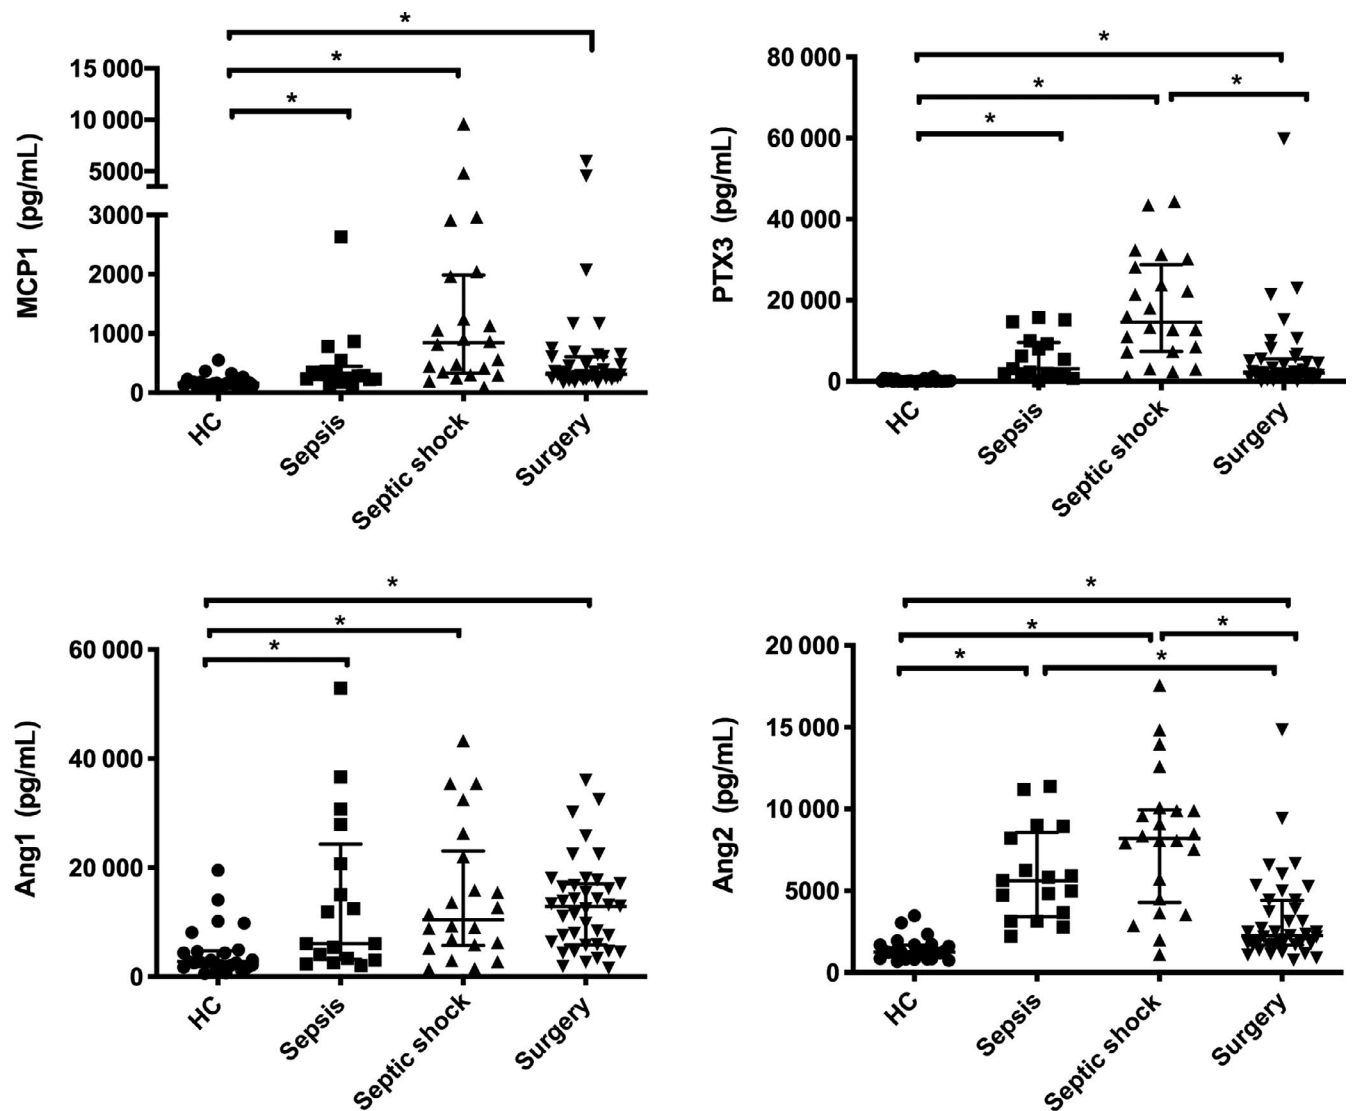 *
*
*
15 000
10 000
5000
3000
2000
1000
0
MCP1 (pg/mL)
HC
Sepsis
Septic shock
Surgery
*
*
*
*
80 000
60 000
40 000
20 000
0
PTX3 (pg/mL)
HC
Sepsis
Septic shock
Surgery
*
*
*
60 000
40 000
20 000
0
Ang1 (pg/mL)
HC
Sepsis
Septic shock
Surgery
*
*
*
*
*
20 000
15 000
10 000
5000
0
Ang2 (pg/mL)
HC
Sepsis
Septic shock
Surgery